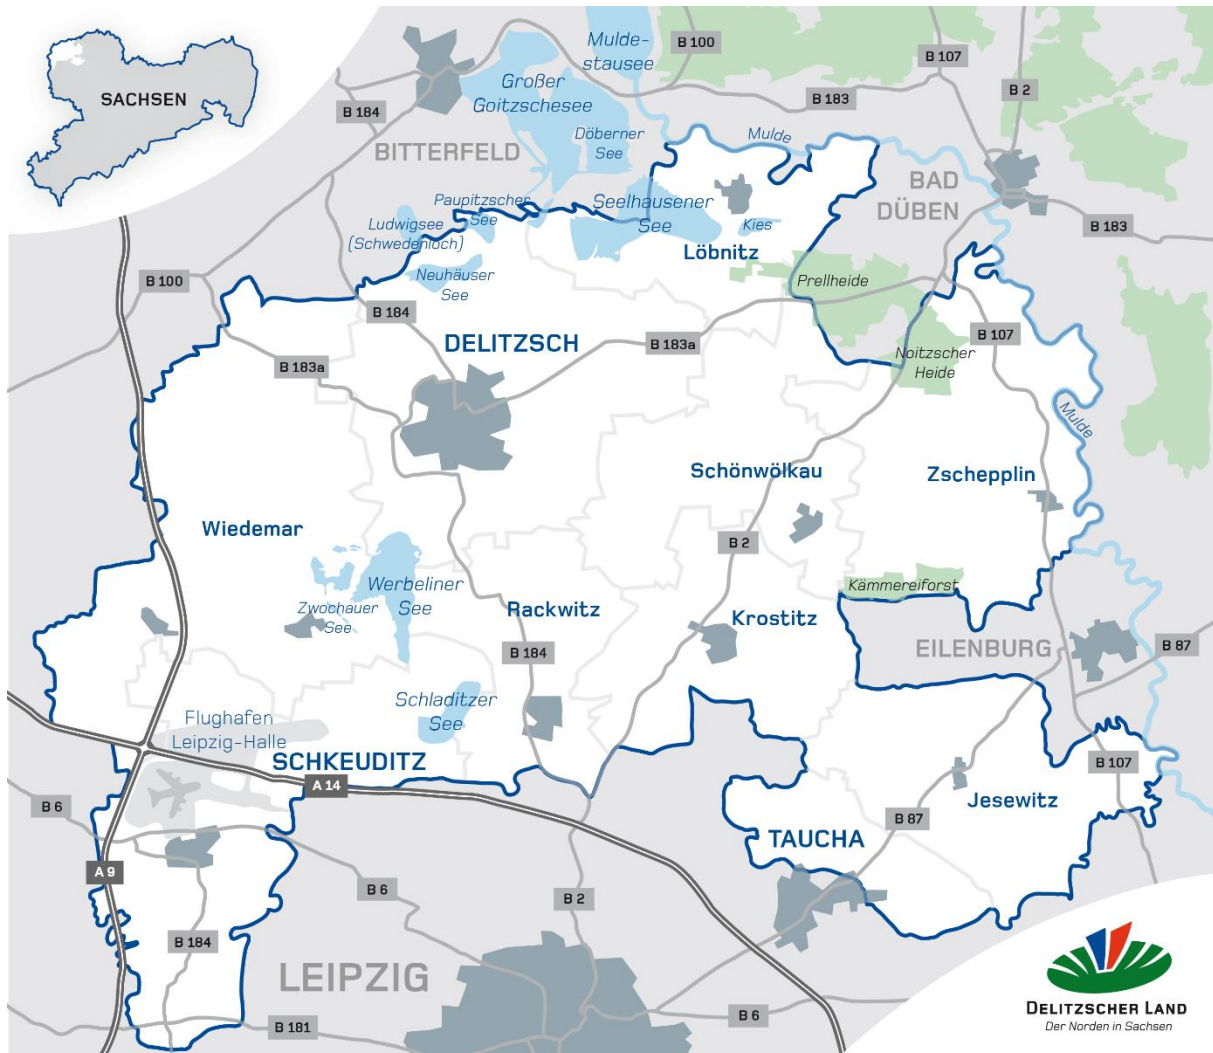 SACHSEN
Mulde-
stausee
B 100
B 107
B 2
B 184
Großer
Goitzschesee
B 183
BITTERFELD
Döberner
See
Mulde
BAD
DÜBEN
Paupitzscher
See
Seelhausener
See
Ludwigsee
(Schwedenloch)
Kies
B 183
Löbnitz
B 100
Neuhäuser
See
Prellheide
B 184
DELITZSCH
B 183a
B 107
B 183a
Noitzscher
Heide
Mulde
Schönwölkau
Zschepplin
Wiedemar
B 2
Werbeliner
See
Kämmereiforst
Zwochauer
See
Rackwitz
Krostitz
EILENBURG
B 87
B 184
Schladitzer
See
Flughafen
Leipzig-Halle
SCHKEUDITZ
B 107
A 14
B 6
Jesewitz
B 87
TAUCHA
A 9
B 6
B 2
B 184
LEIPZIG
B 6
B 181
DELITZSCHER LAND
Der Norden in Sachsen